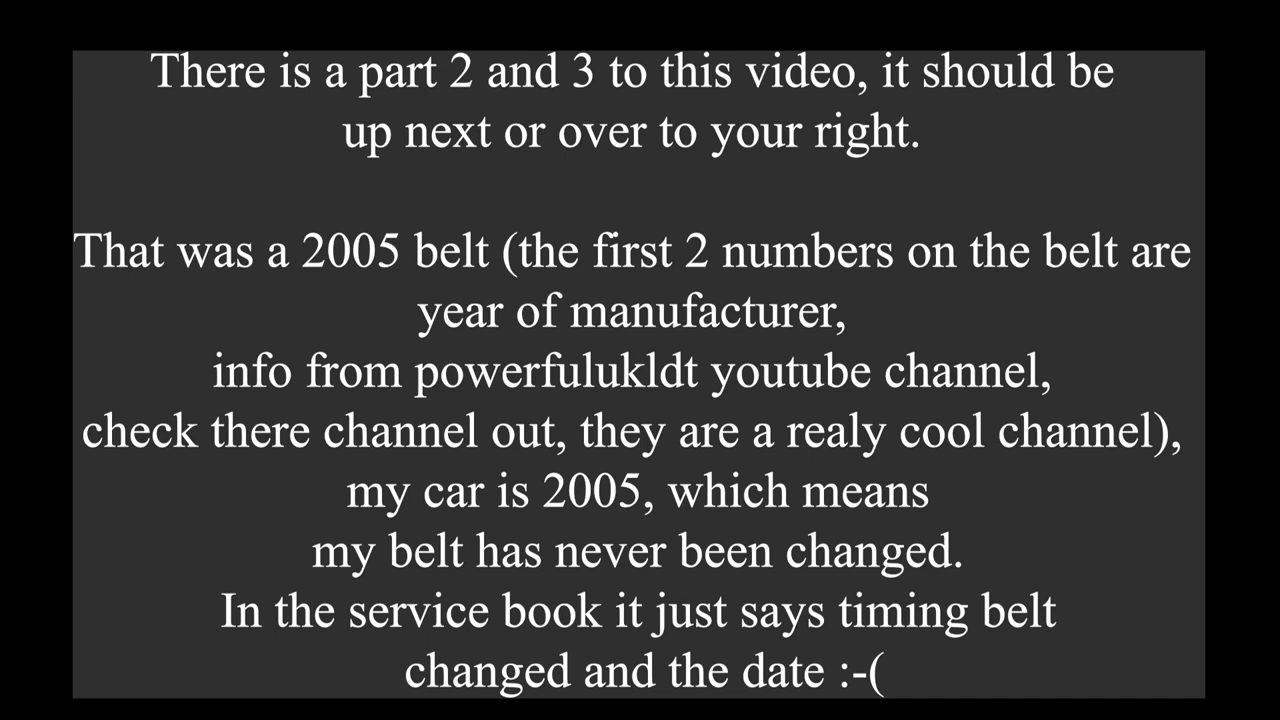 There is a part 2 and 3 to this video, it should be
up next or over to your right.
That was a 2005 belt (the first 2 numbers on the belt are
year of manufacturer,
info from powerfulukldt youtube channel,
check there channel out, they are a realy cool channel),
my car is 2005, which means
my belt has never been changed.
In the service book it just says timing belt
changed and the date :-(